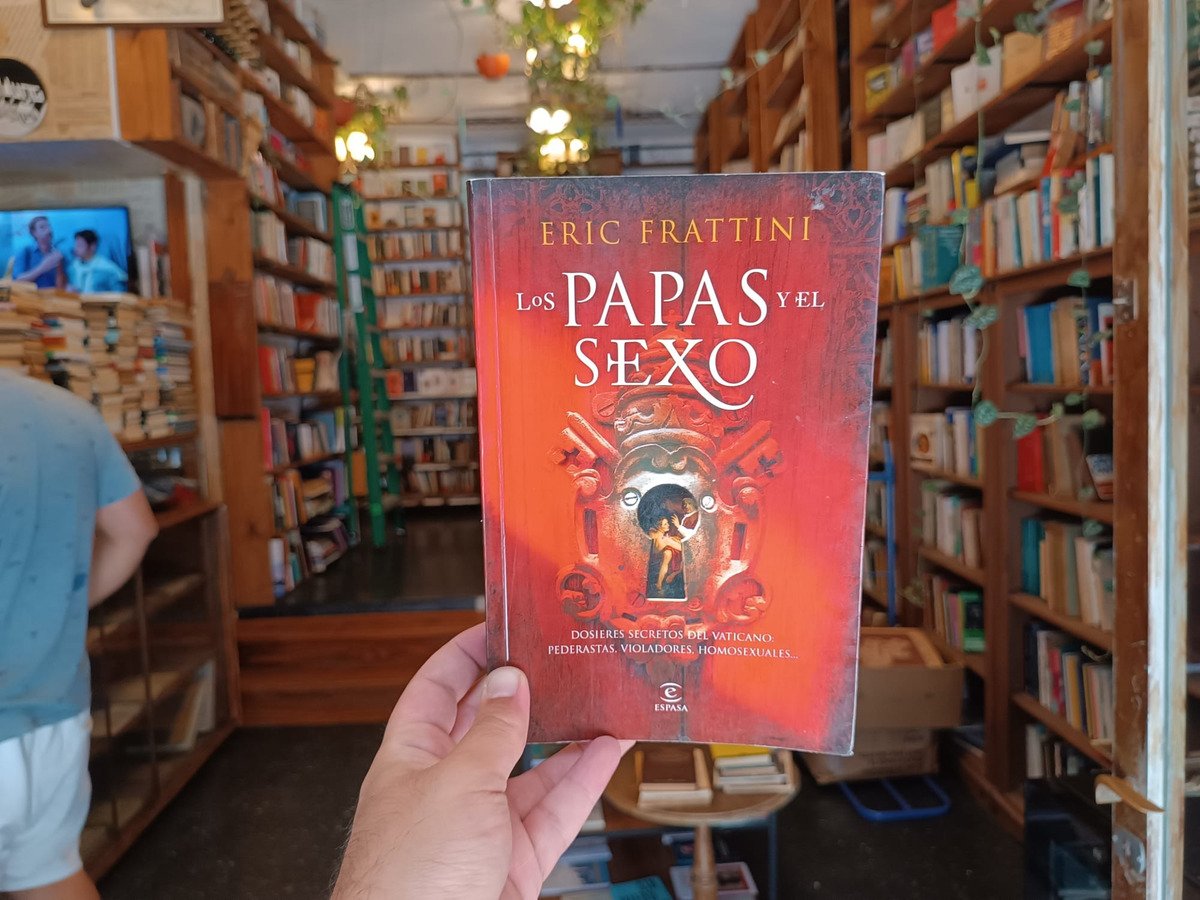 ERIC FRATTINI
LOS PAPAS Y EL
SEXO
DOSIERES SECRETOS DEL VATICANO:
PEDERASTAS, VIOLADORES, HOMOSEXUALES...
e
ESPASA